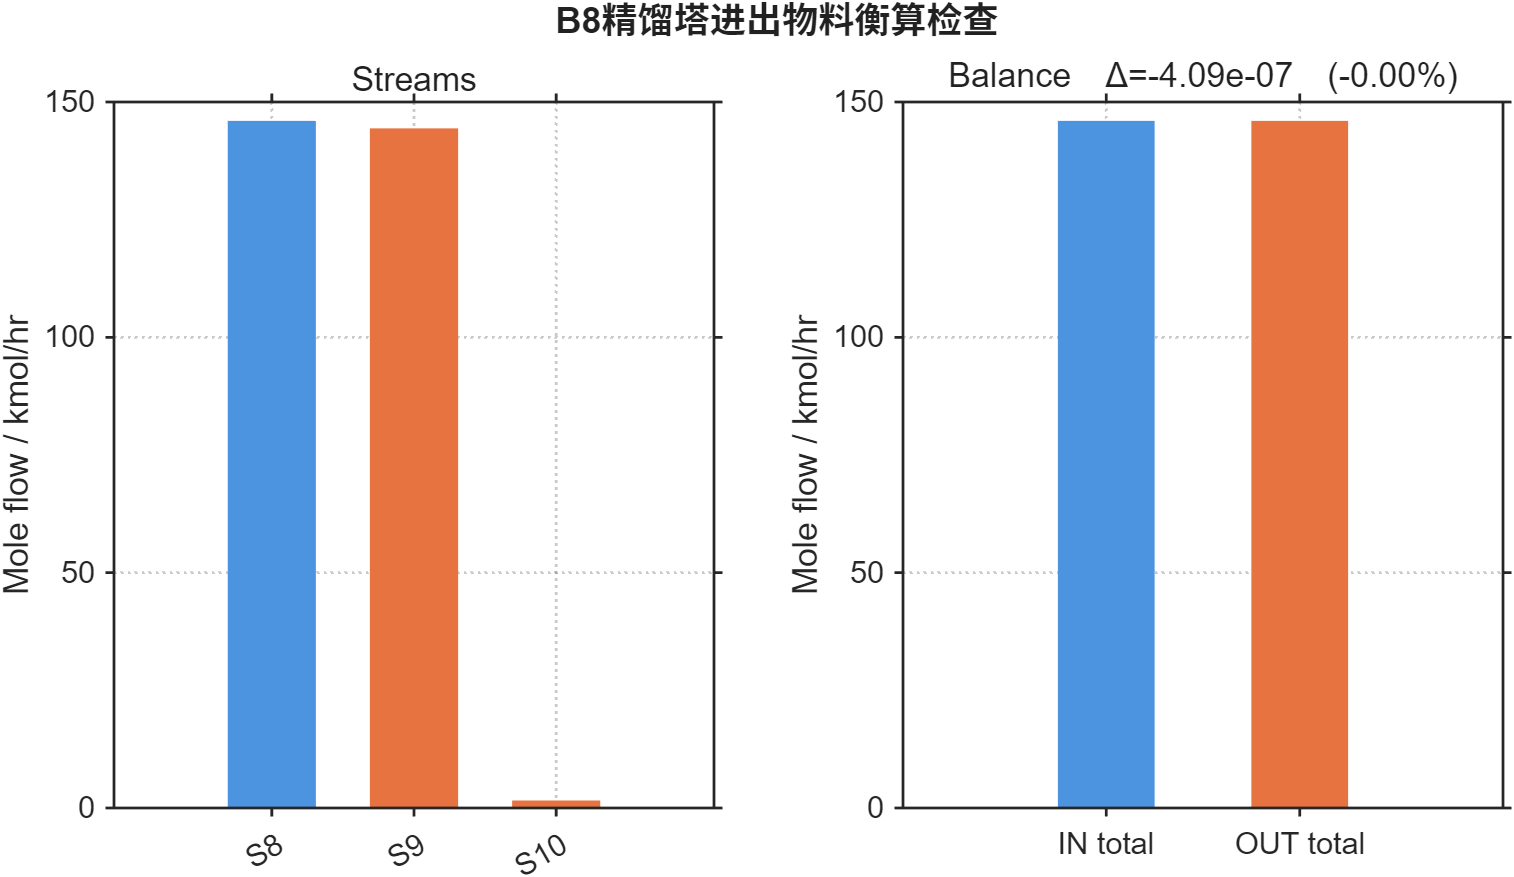 B8精馏塔进出物料衡算检查
Streams
150
100
50
0
Mole flow / kmol/hr
S8
S9
S10
Balance Δ=-4.09e-07 (-0.00%)
150
100
50
0
Mole flow / kmol/hr
IN total
OUT total